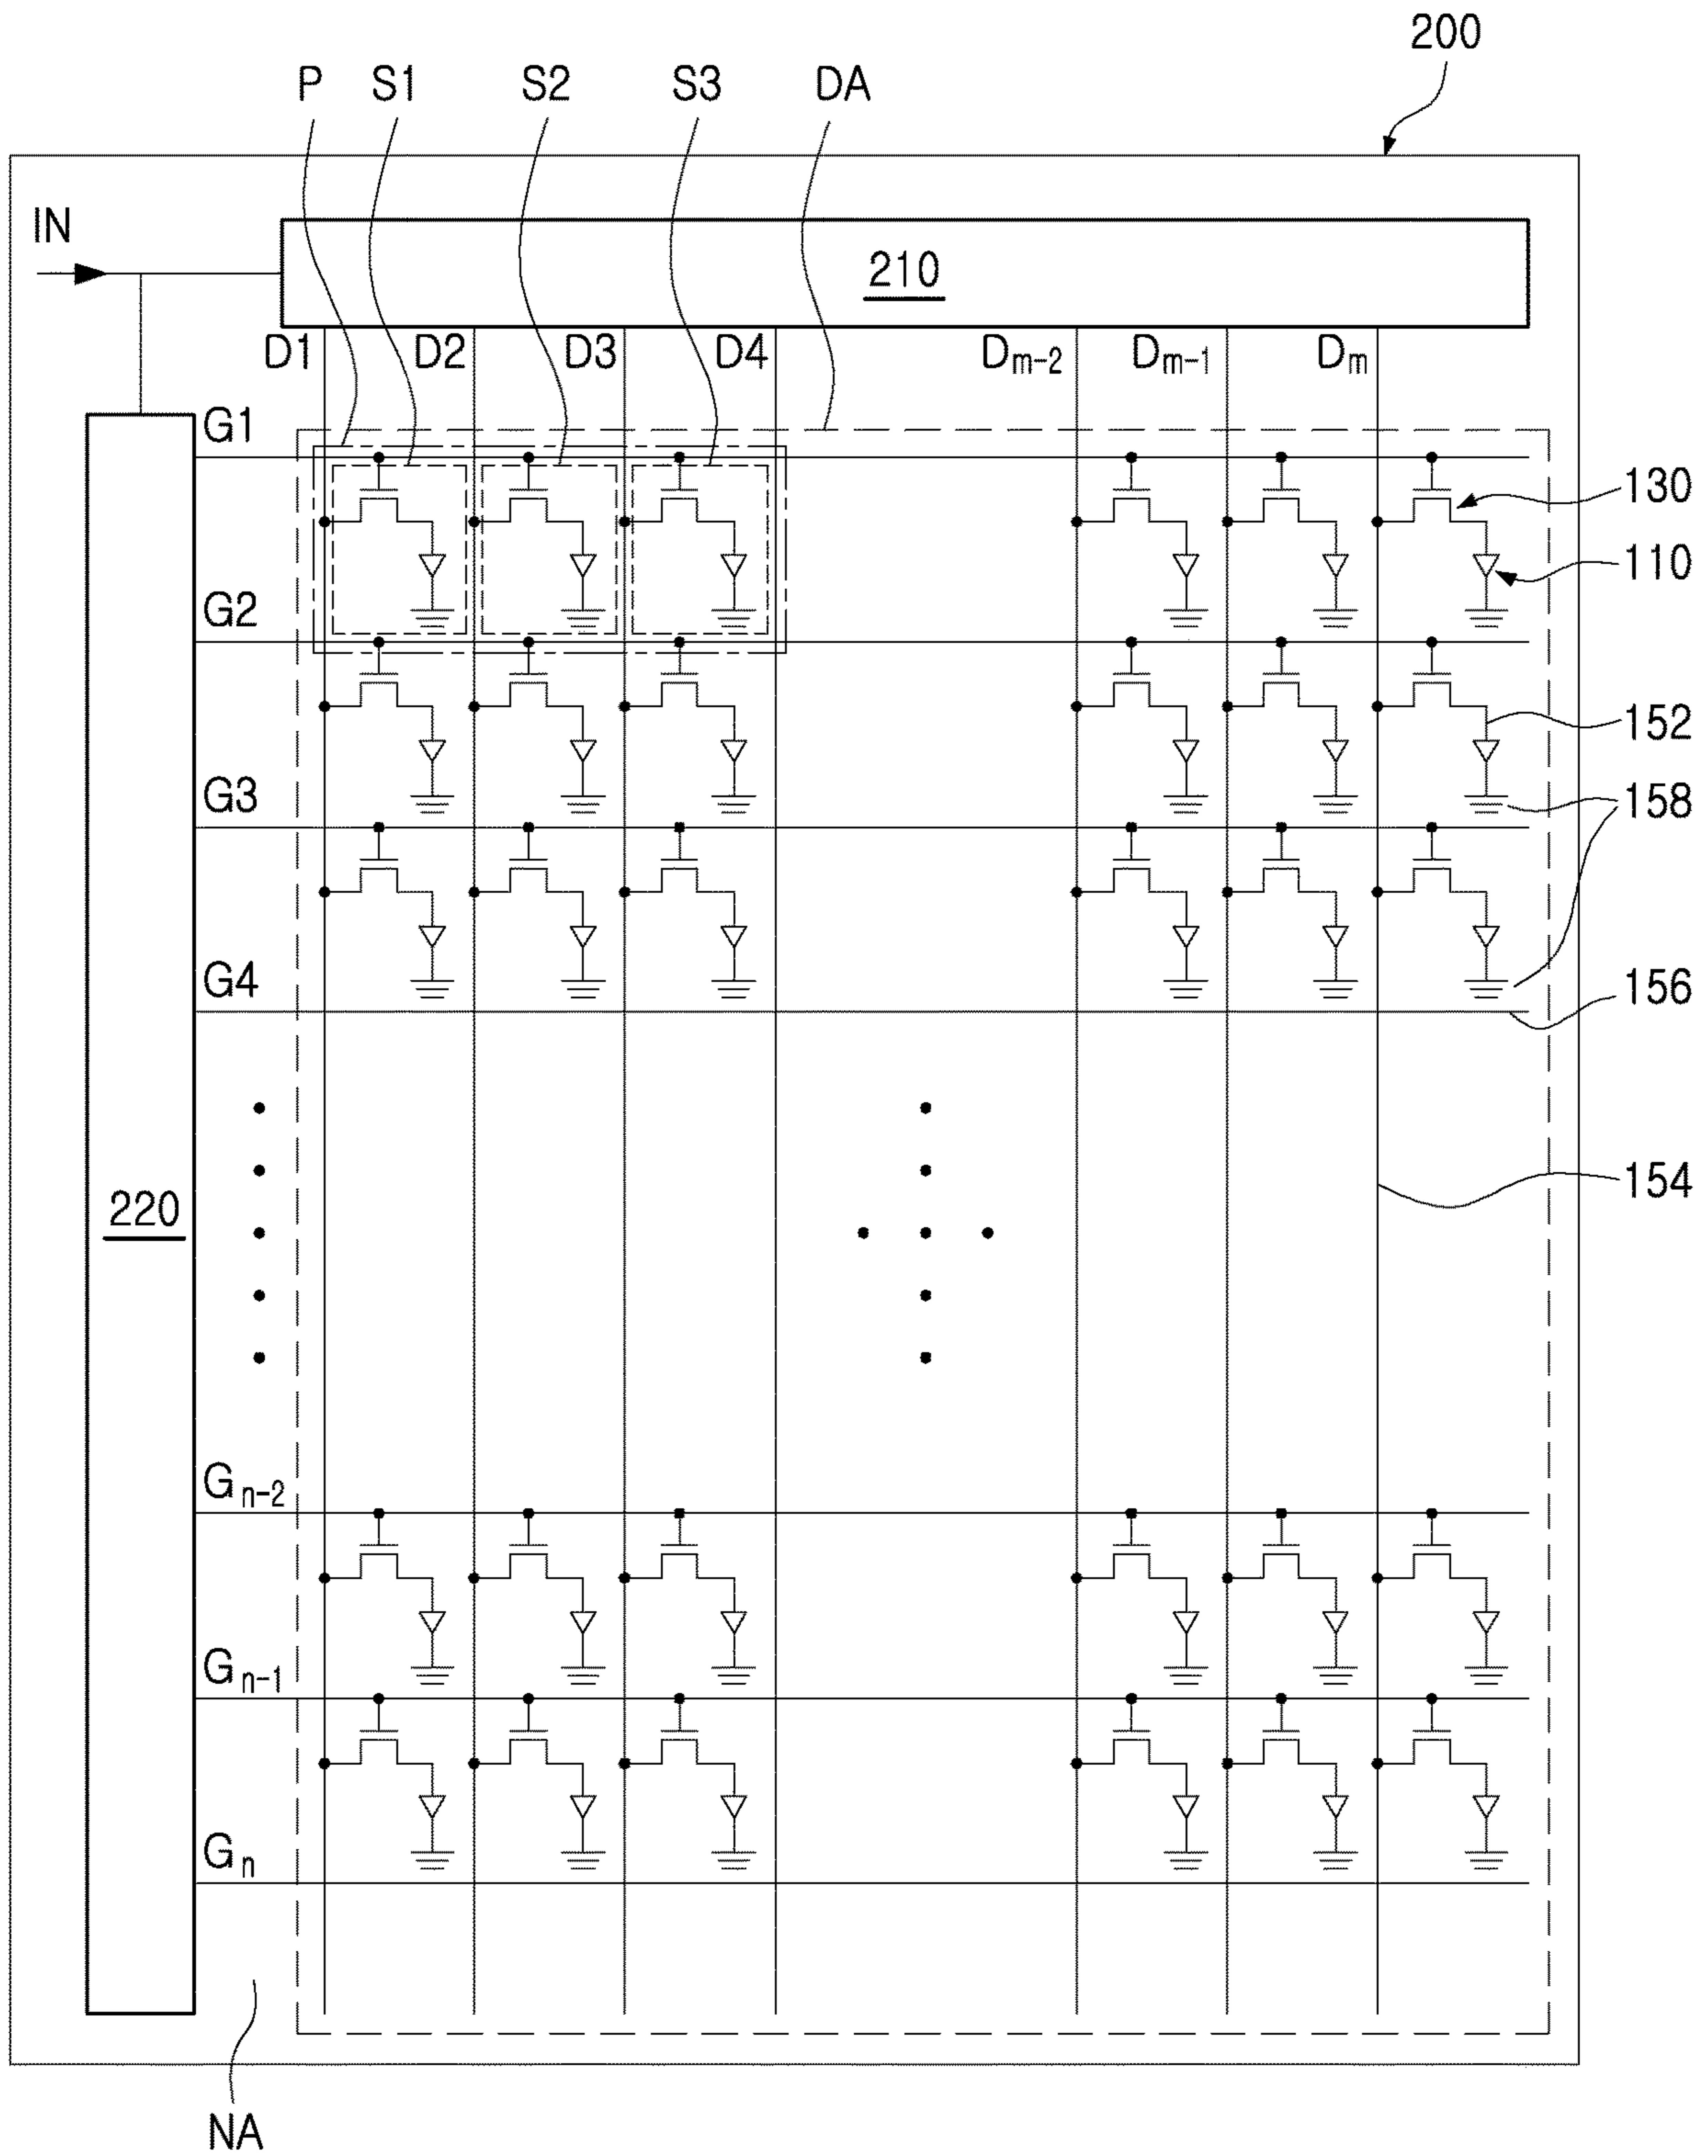 200
P S1 S2 S3 DA
IN
210
D1 D2 D3 D4 Dm-2 Dm-1 Dm
G1
130
110
G2
152
G3
158
G4
156
154
220
Gn-2
Gn-1
Gn
NA